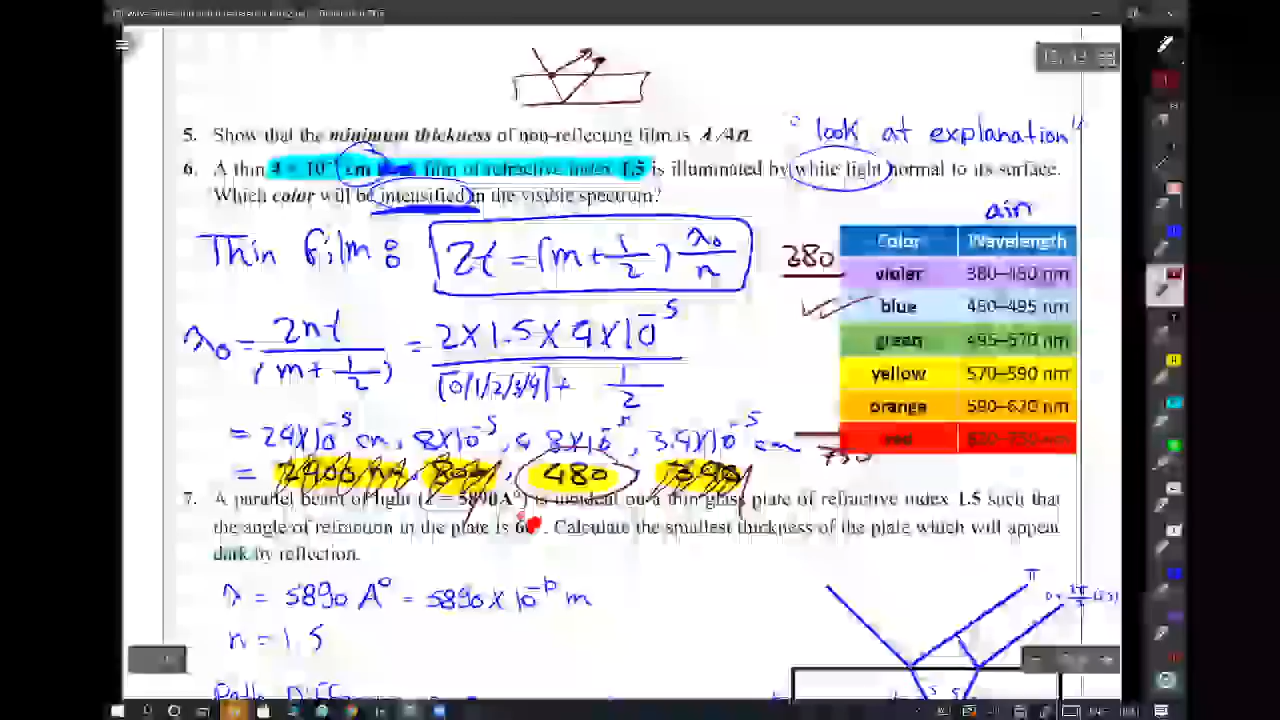 5. Show that the minimum thickness of non-reflecting film is λ/4n.
" look at explanation"
6. A thin 4 × 10⁻⁵ cm film of refractive index 1.5 is illuminated by white light normal to its surface.
Which color will be intensified in the visible spectrum?
air
Thin film: 2t = (m + 1/2) λ₀/n
380
Color Wavelength
violet 380–450 nm
blue 450–495 nm
green 495–570 nm
yellow 570–590 nm
orange 590–620 nm
red 620–750 nm
750
λ₀ = 2nt / (m + 1/2) = 2 × 1.5 × 4 × 10⁻⁵ / (0/1/2/3/4) + 1/2
= 24×10⁻⁵ cm, 8×10⁻⁵, 4.8×10⁻⁵, 3.4×10⁻⁵ cm
= 2400 nm, 480
7. A parallel beam of light (λ = 5890A°) is incident on a thin glass plate of refractive index 1.5 such that
the angle of refraction in the plate is . Calculate the smallest thickness of the plate which will appear
dark by reflection.
λ = 5890 A° = 5890 × 10⁻¹⁰ m
π
n = 1.5
Path Diff